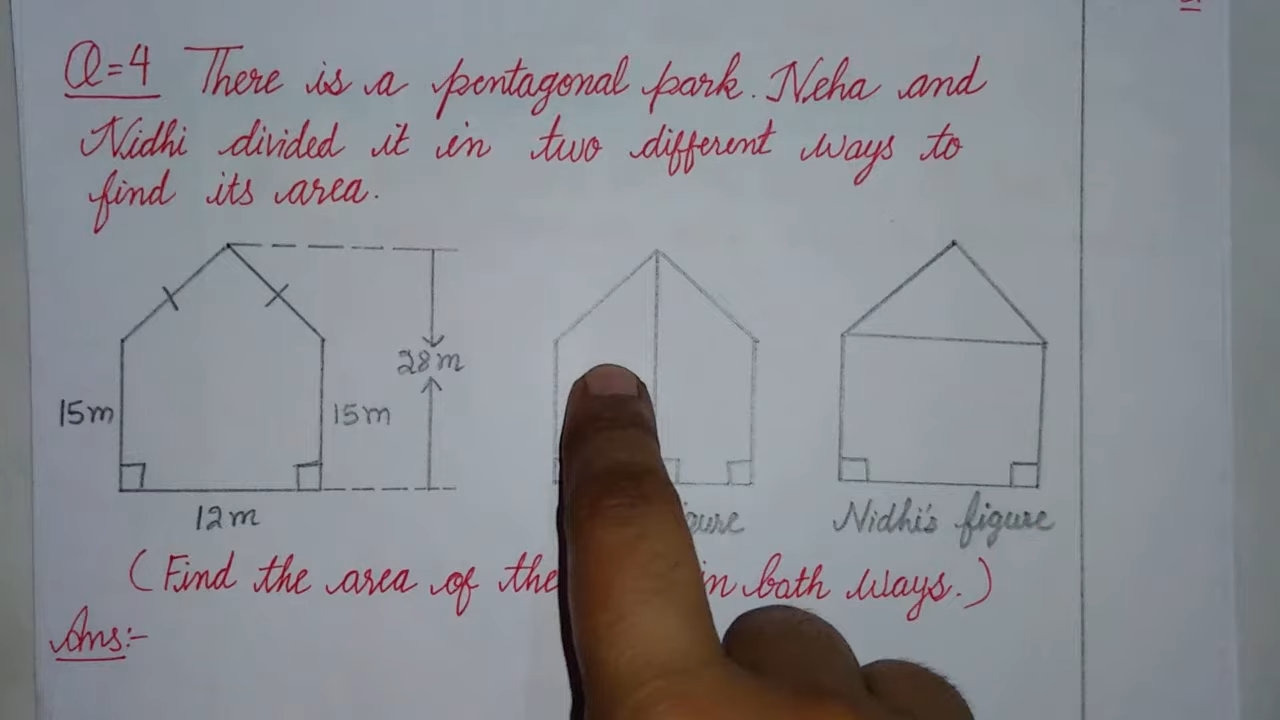 Q=4 There is a pentagonal park. Neha and
Nidhi divided it in two different ways to
find its area.
28m
15m
15m
12m
Nidhi's figure
(Find the area of the in both ways.)
Ans:-